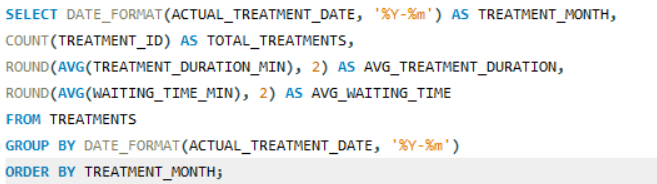 SELECT DATE_FORMAT(ACTUAL_TREATMENT_DATE, '%Y-%m') AS TREATMENT_MONTH,
COUNT(TREATMENT_ID) AS TOTAL_TREATMENTS,
ROUND(AVG(TREATMENT_DURATION_MIN), 2) AS AVG_TREATMENT_DURATION,
ROUND(AVG(WAITING_TIME_MIN), 2) AS AVG_WAITING_TIME
FROM TREATMENTS
GROUP BY DATE_FORMAT(ACTUAL_TREATMENT_DATE, '%Y-%m')
ORDER BY TREATMENT_MONTH;